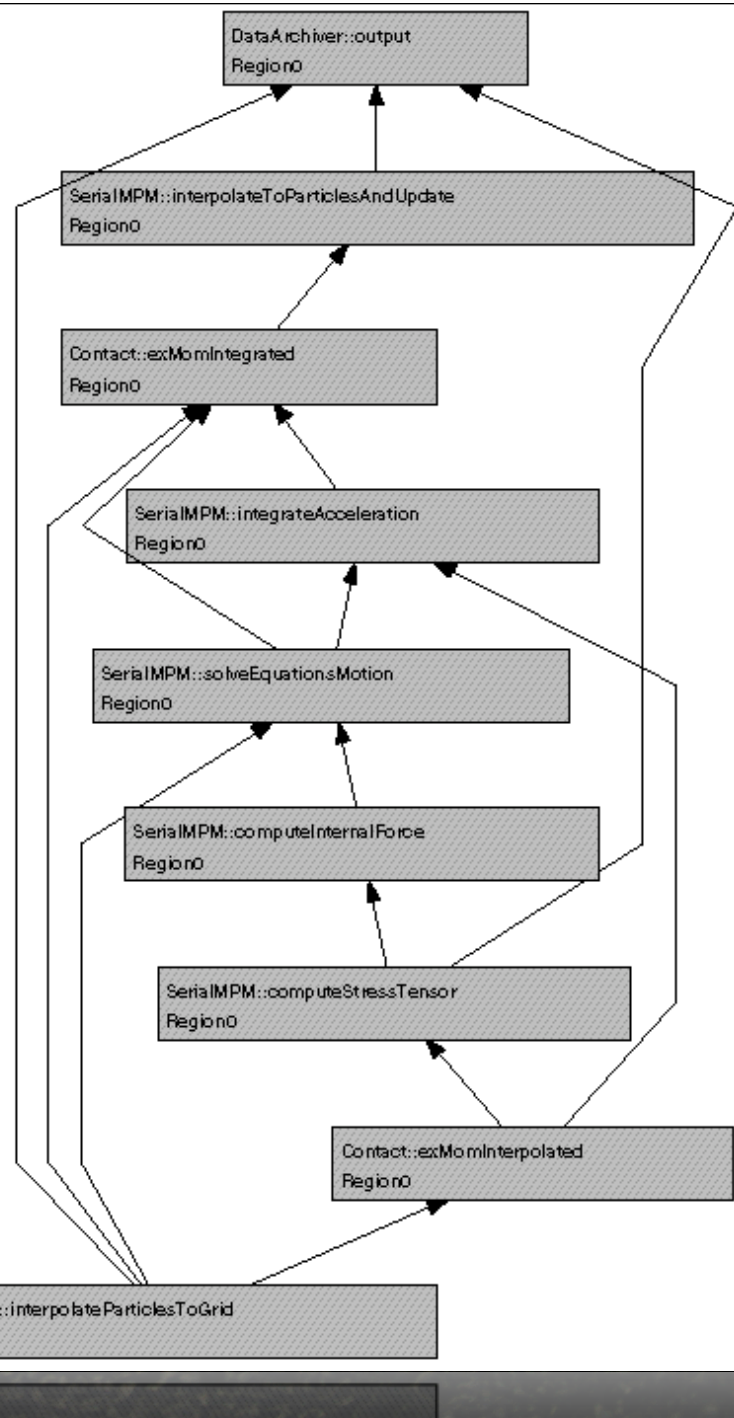 DataArchiver::output
Region0
SerialMPM::interpolateToParticlesAndUpdate
Region0
Contact::exMomIntegrated
Region0
SerialMPM::integrateAcceleration
Region0
SerialMPM::solveEquationsMotion
Region0
SerialMPM::computeInternalForce
Region0
SerialMPM::computeStressTensor
Region0
Contact::exMomInterpolated
Region0
::interpolateParticlesToGrid